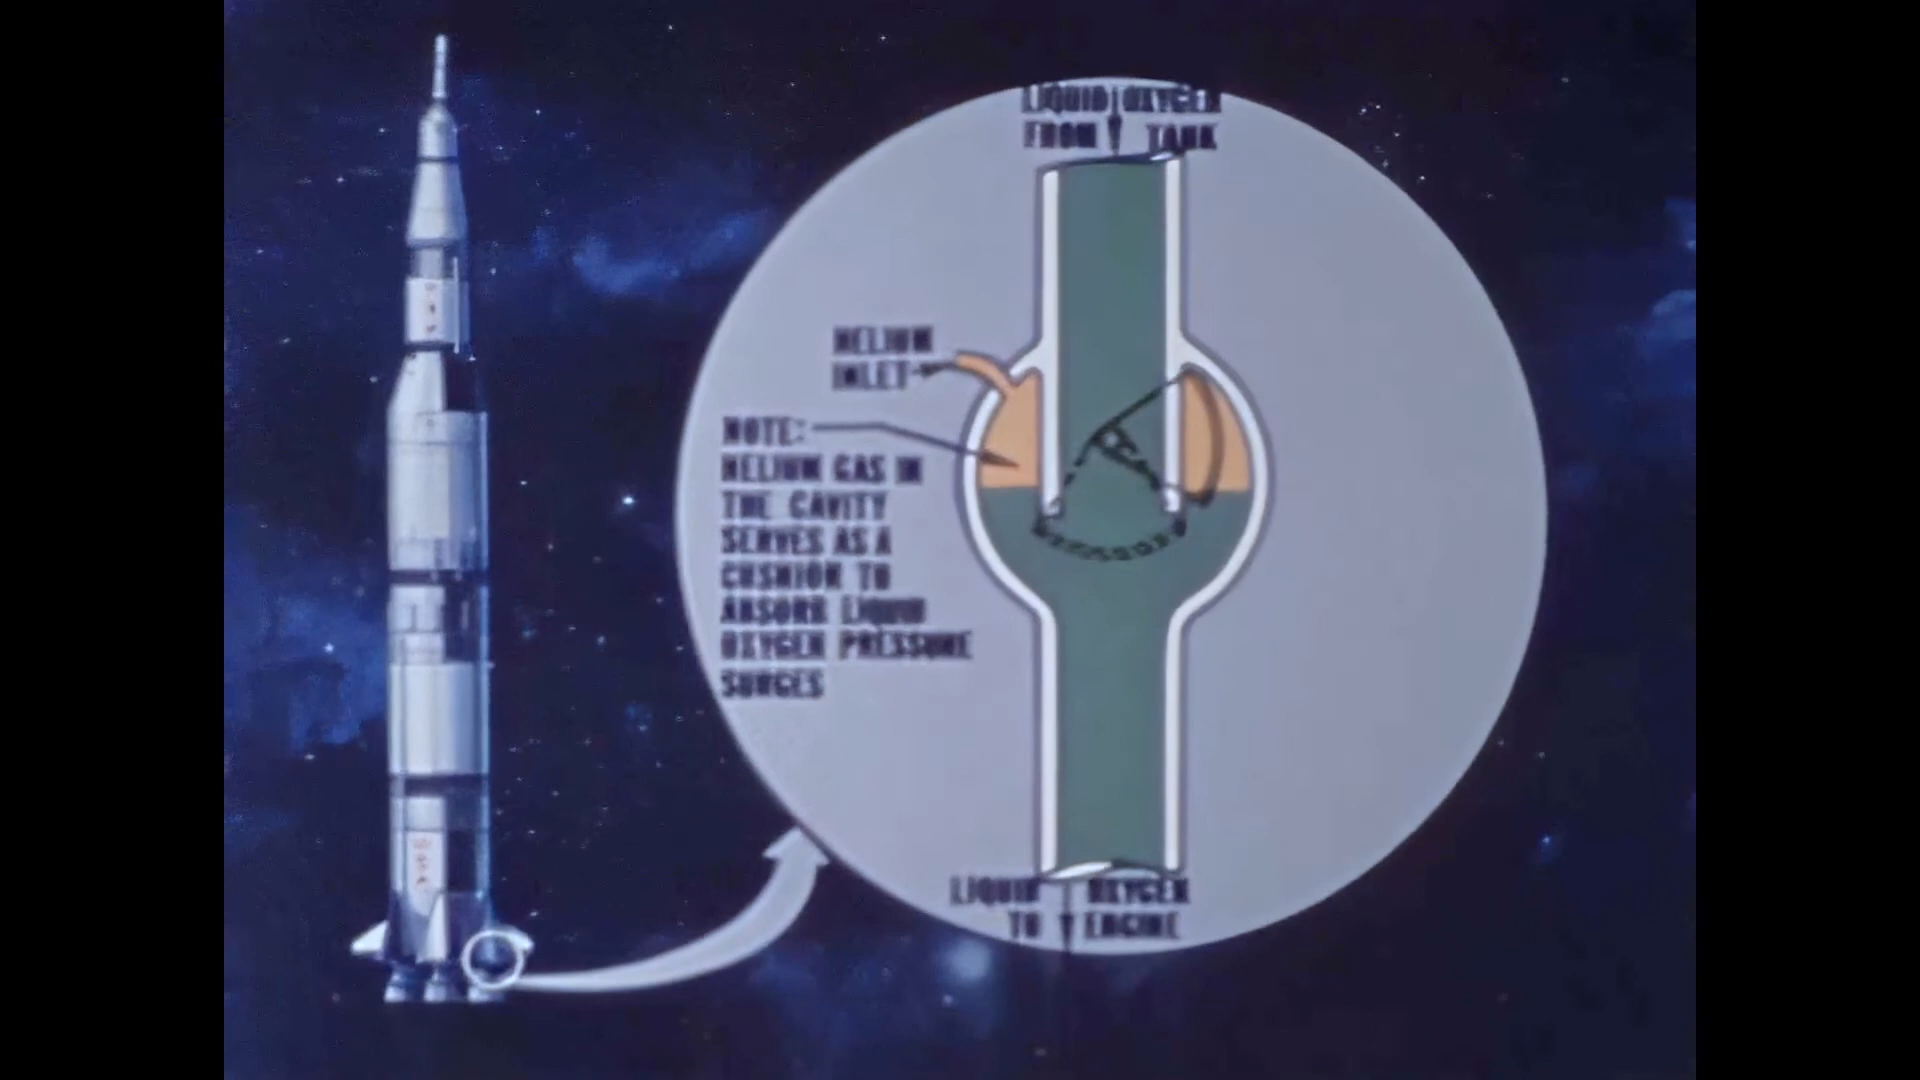 LIQUID OXYGEN
FROM TANK
HELIUM
INLET
NOTE:
HELIUM GAS IN
THE CAVITY
SERVES AS A
CUSHION TO
ABSORB LIQUID
OXYGEN PRESSURE
SURGES
LIQUID OXYGEN
TO ENGINE